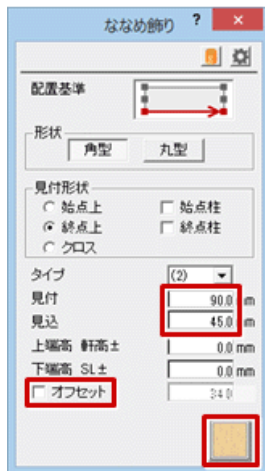 ななめ飾り ? ×
配置基準
形状
角型 丸型
見付形状
始点上 始点柱
終点上 終点柱
クロス
タイプ (2)
見付 90.0 m
見込 45.0 m
上端高 軒高± 0.0 mm
下端高 SL± 0.0 mm
オフセット 34.0